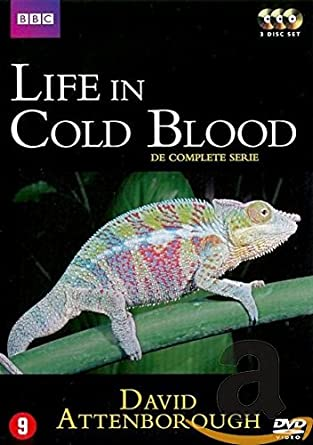 BBC
3 DISC SET
LIFE IN
COLD BLOOD
DE COMPLETE SERIE
DAVID
ATTENBOROUGH
9
a
DVD
VIDEO